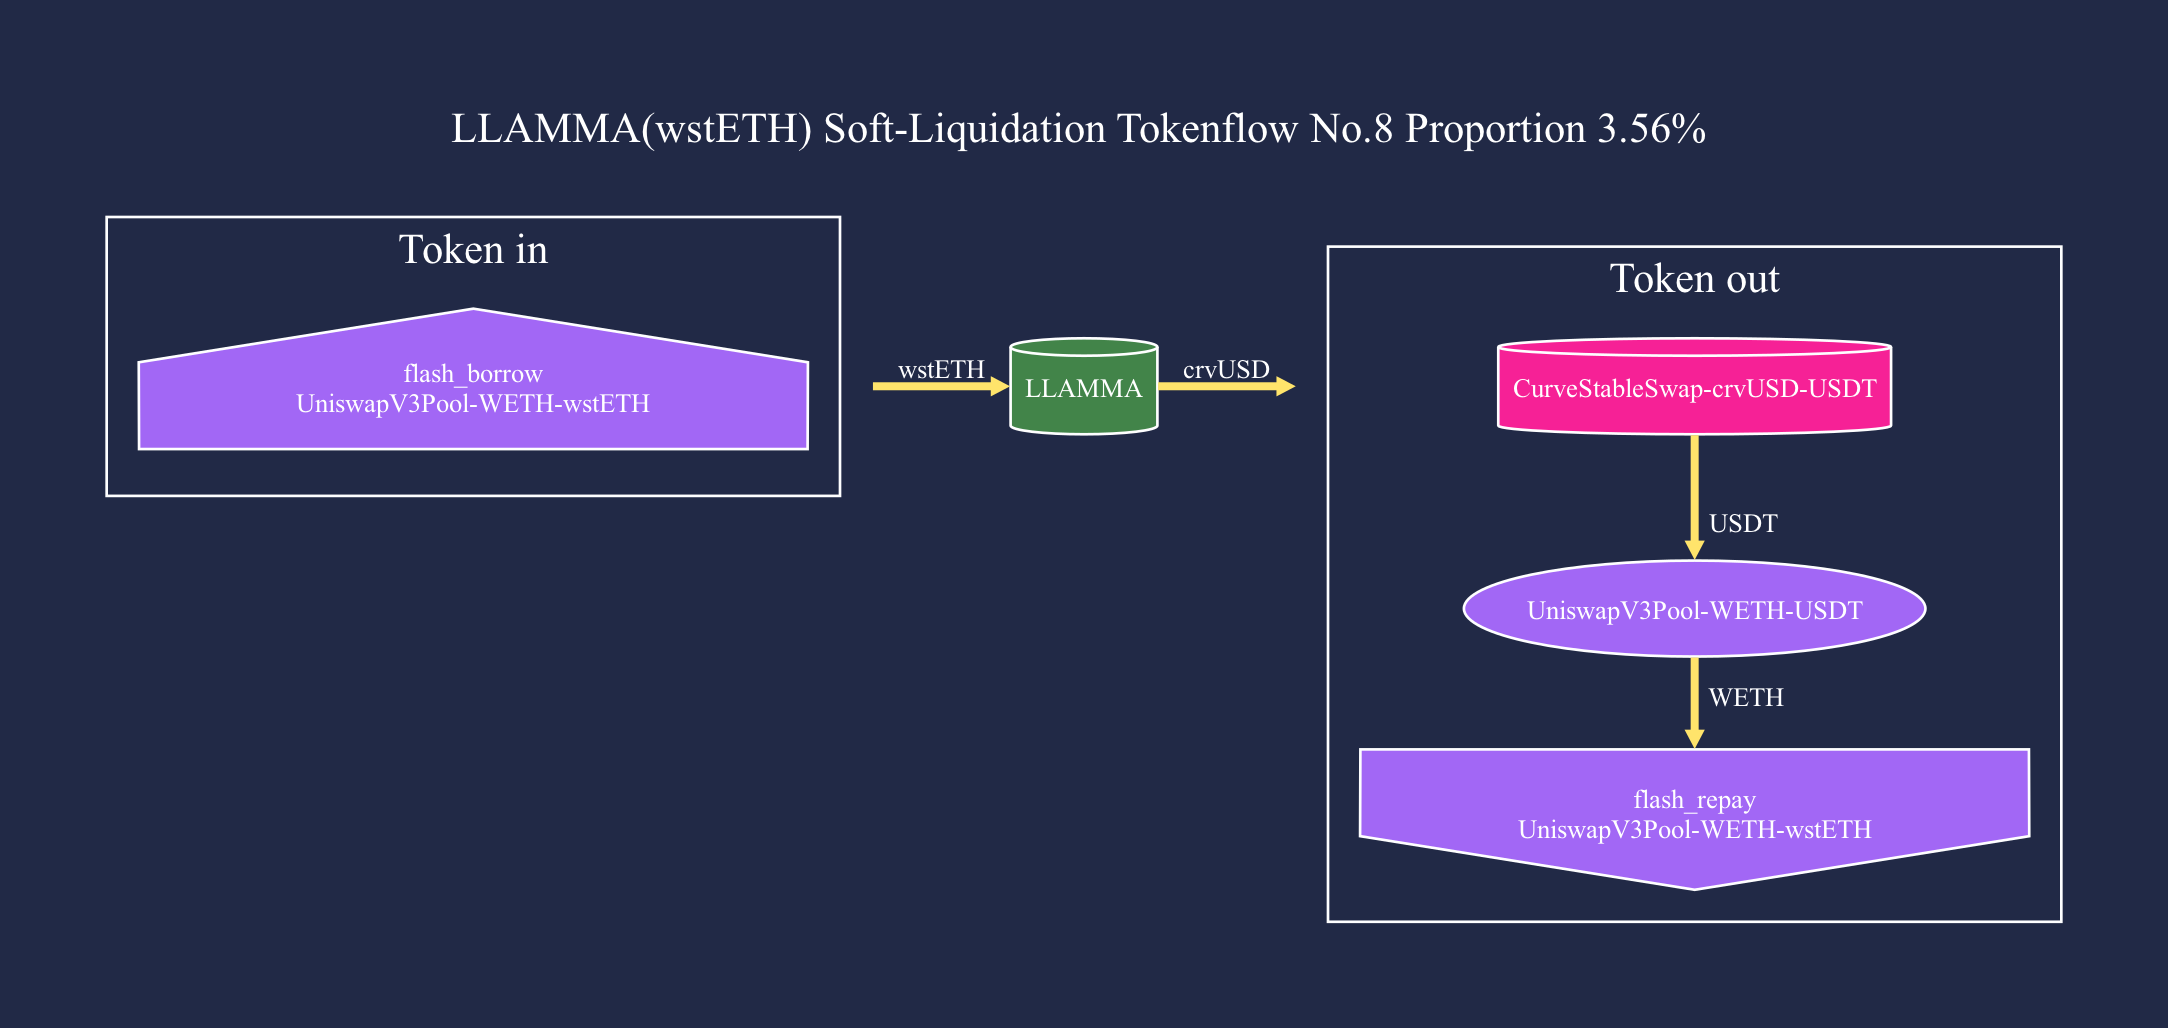 LLAMMA(wstETH) Soft-Liquidation Tokenflow No.8 Proportion 3.56%
Token in
flash_borrow
UniswapV3Pool-WETH-wstETH
wstETH
LLAMMA
crvUSD
Token out
CurveStableSwap-crvUSD-USDT
USDT
UniswapV3Pool-WETH-USDT
WETH
flash_repay
UniswapV3Pool-WETH-wstETH